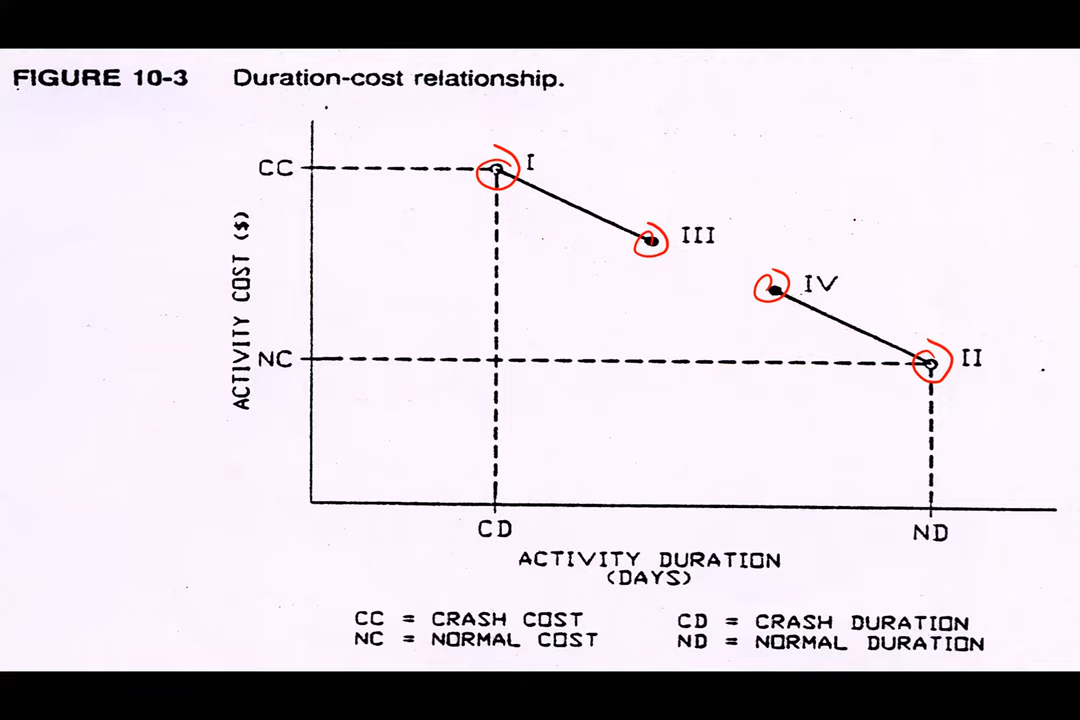 FIGURE 10-3 Duration-cost relationship.
CC
I
III
IV
NC
II
ACTIVITY COST ($)
CD
ND
ACTIVITY DURATION
(DAYS)
CC = CRASH COST CD = CRASH DURATION
NC = NORMAL COST ND = NORMAL DURATION